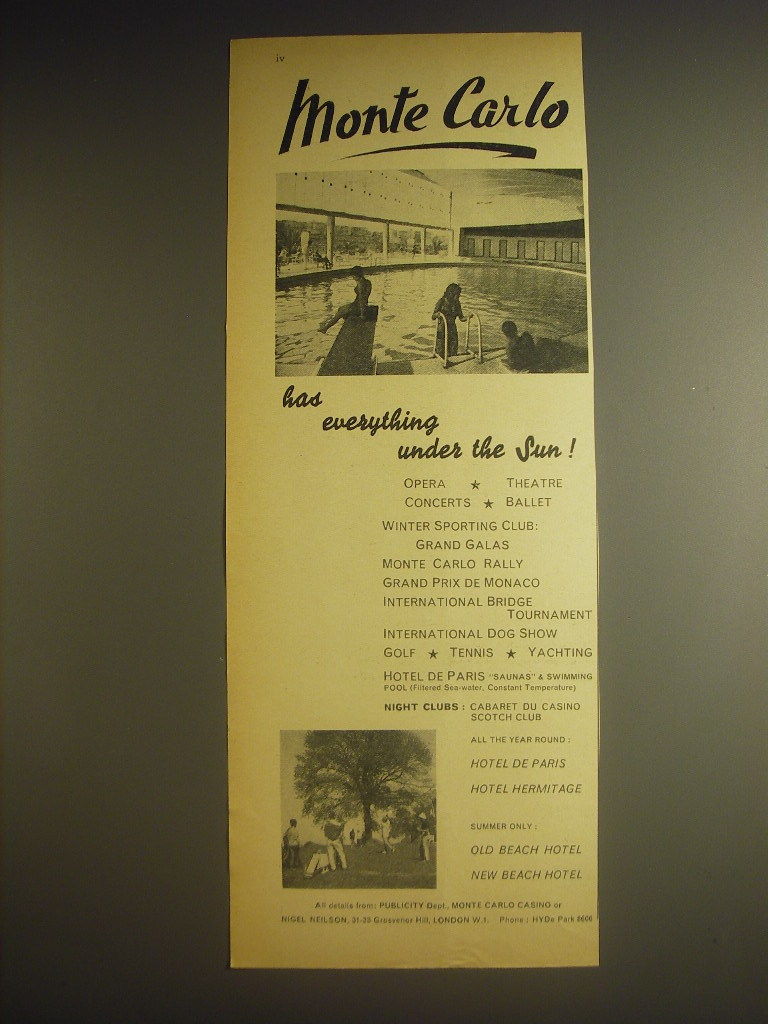 iv
Monte Carlo
has
everything
under the Sun!
OPERA ★ THEATRE
CONCERTS ★ BALLET
WINTER SPORTING CLUB:
GRAND GALAS
MONTE CARLO RALLY
GRAND PRIX DE MONACO
INTERNATIONAL BRIDGE
TOURNAMENT
INTERNATIONAL DOG SHOW
GOLF ★ TENNIS ★ YACHTING
HOTEL DE PARIS "SAUNAS" & SWIMMING
POOL (Filtered Sea-water, Constant Temperature)
NIGHT CLUBS: CABARET DU CASINO
SCOTCH CLUB
ALL THE YEAR ROUND:
HOTEL DE PARIS
HOTEL HERMITAGE
SUMMER ONLY:
OLD BEACH HOTEL
NEW BEACH HOTEL
All details from: PUBLICITY Dept., MONTE CARLO CASINO or
NIGEL NEILSON, 31-33 Grosvenor Hill, LONDON W.1. Phone: HYDe Park